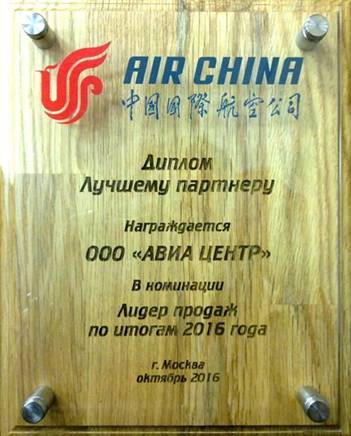 AIR CHINA
中国国際航空公司
Диплом
Лучшему партнеру
Награждается
ООО «АВИА ЦЕНТР»
В номинации
Лидер продаж
по итогам 2016 года
г. Москва
октябрь 2016